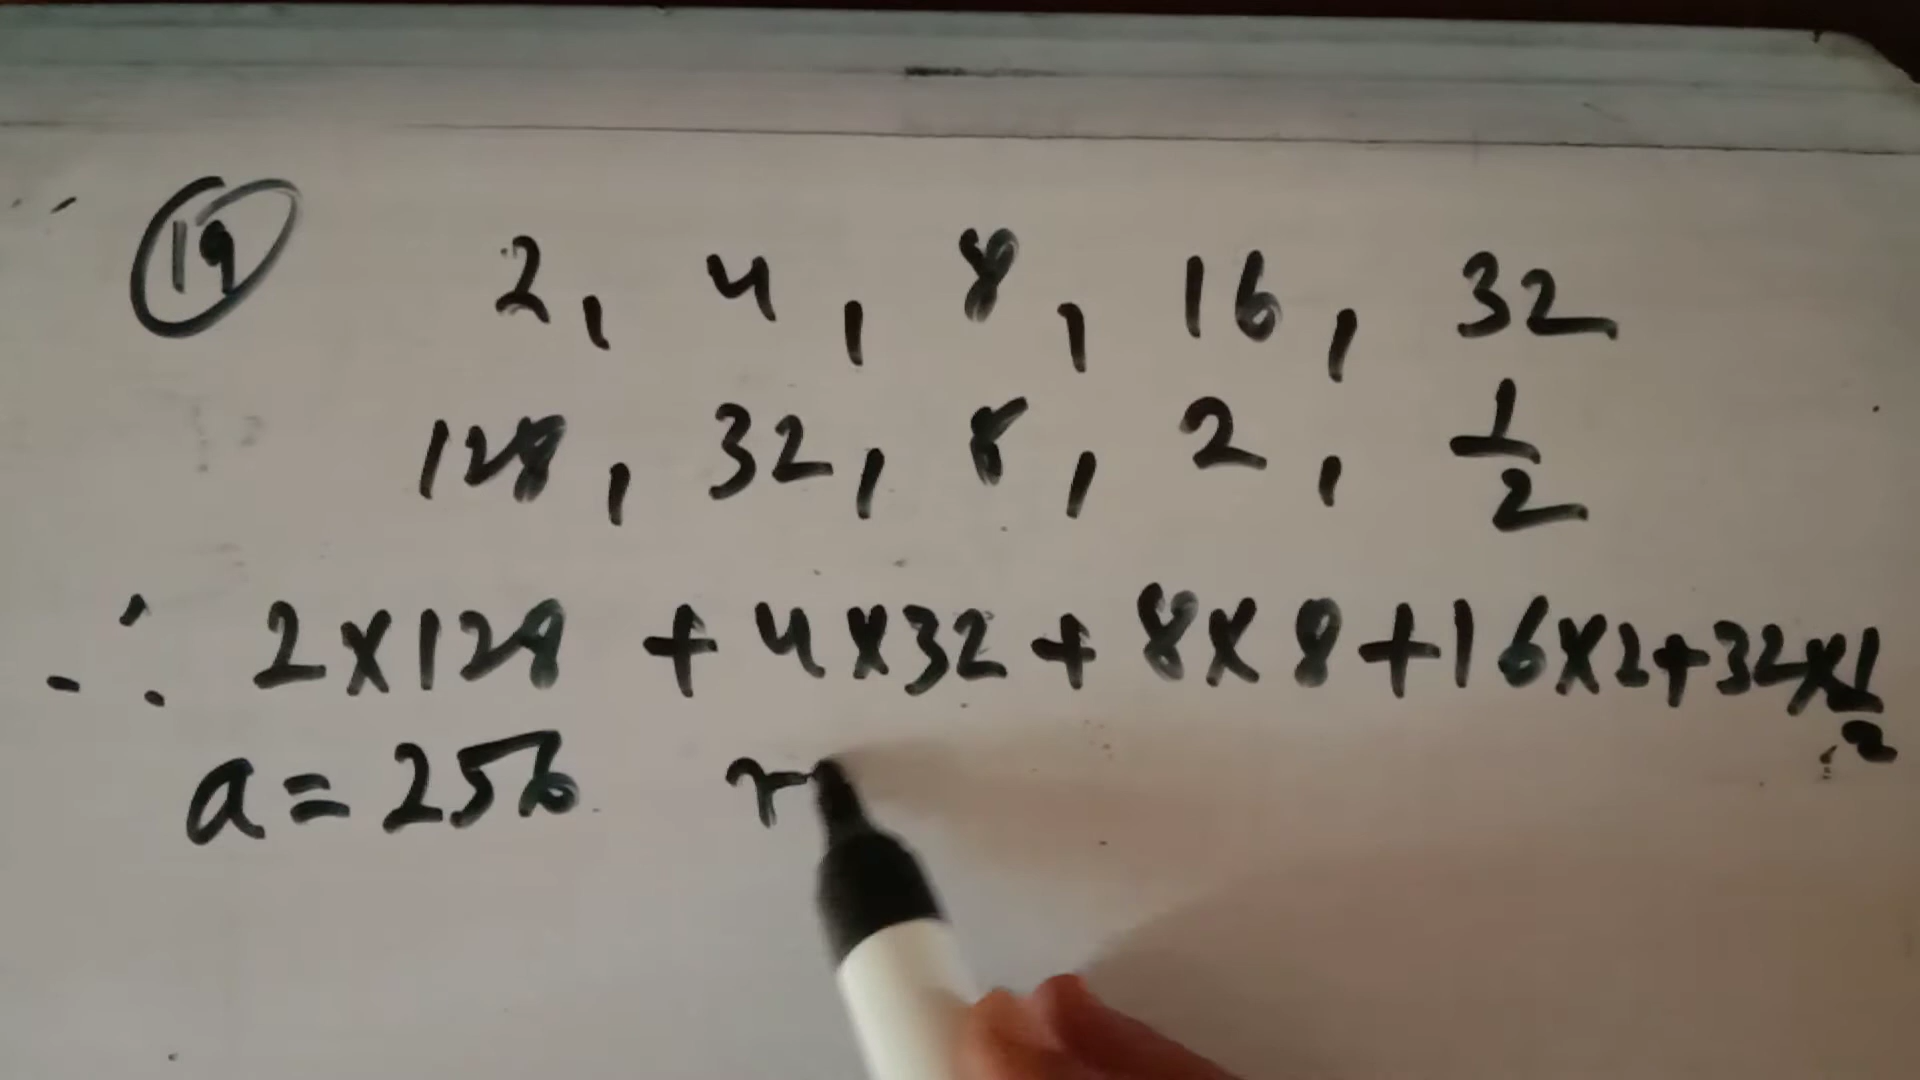 19 2, 4, 8, 16, 32
128, 32, 8, 2, 1/2
∴ 2×128 + 4×32 + 8×8 + 16×2 + 32×1/2
a = 256 r